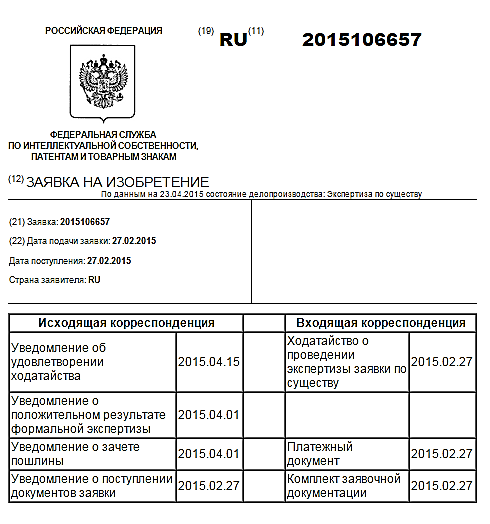 РОССИЙСКАЯ ФЕДЕРАЦИЯ
(19) RU (11) 2015106657
ФЕДЕРАЛЬНАЯ СЛУЖБА
ПО ИНТЕЛЛЕКТУАЛЬНОЙ СОБСТВЕННОСТИ,
ПАТЕНТАМ И ТОВАРНЫМ ЗНАКАМ
(12) ЗАЯВКА НА ИЗОБРЕТЕНИЕ
По данным на 23.04.2015 состояние делопроизводства: Экспертиза по существу
(21) Заявка: 2015106657
(22) Дата подачи заявки: 27.02.2015
Дата поступления: 27.02.2015
Страна заявителя: RU
Исходящая корреспонденция
Входящая корреспонденция
Уведомление об
удовлетворении
ходатайства
2015.04.15
Ходатайство о
проведении
экспертизы заявки по
существу
2015.02.27
Уведомление о
положительном результате
формальной экспертизы
2015.04.01
Уведомление о зачете
пошлины
2015.04.01
Платежный
документ
2015.02.27
Уведомление о поступлении
документов заявки
2015.02.27
Комплект заявочной
документации
2015.02.27